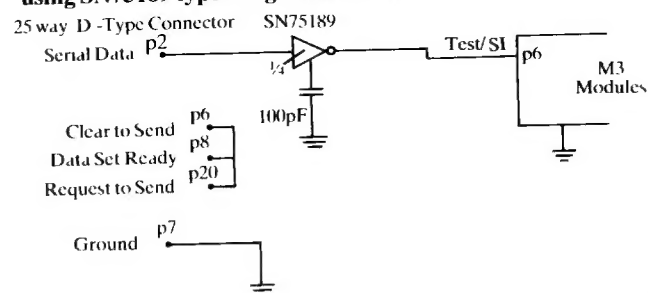 25 way D -Type Connector SN75189
Serial Data p2
1/4
Test/SI p6
M3
Modules
100pF
Clear to Send p6
Data Set Ready p8
Request to Send p20
Ground p7